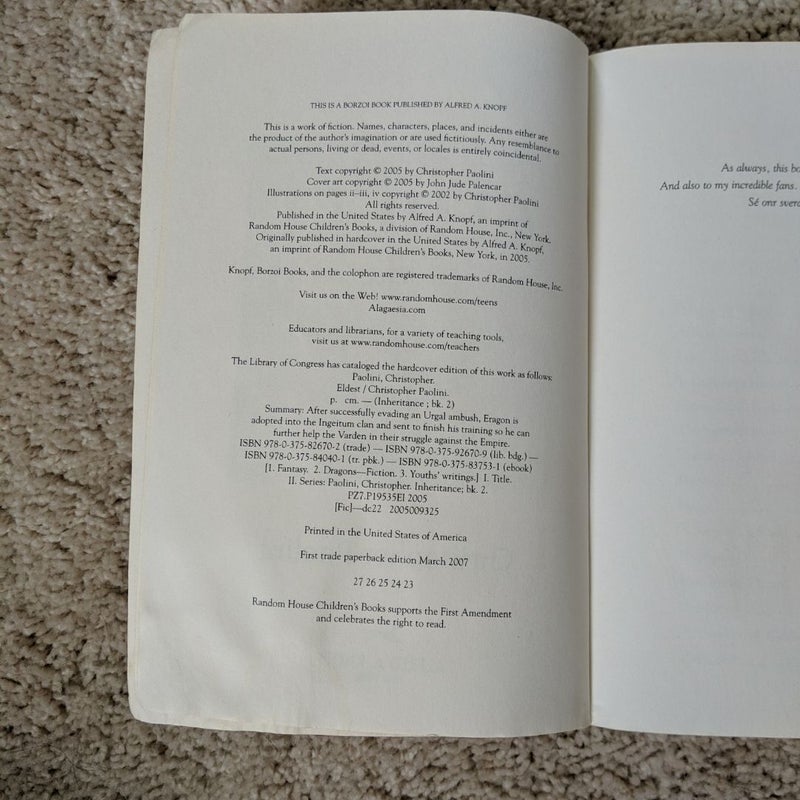 THIS IS A BORZOI BOOK PUBLISHED BY ALFRED A. KNOPF
This is a work of fiction. Names, characters, places, and incidents either are
the product of the author's imagination or are used fictitiously. Any resemblance to
actual persons, living or dead, events, or locales is entirely coincidental.
Text copyright © 2005 by Christopher Paolini
Cover art copyright © 2005 by John Jude Palencar
Illustrations on pages ii–iii, iv copyright © 2002 by Christopher Paolini
All rights reserved.
Published in the United States by Alfred A. Knopf, an imprint of
Random House Children's Books, a division of Random House, Inc., New York.
Originally published in hardcover in the United States by Alfred A. Knopf,
an imprint of Random House Children's Books, New York, in 2005.
Knopf, Borzoi Books, and the colophon are registered trademarks of Random House, Inc.
Visit us on the Web! www.randomhouse.com/teens
Alagaesia.com
Educators and librarians, for a variety of teaching tools,
visit us at www.randomhouse.com/teachers
The Library of Congress has cataloged the hardcover edition of this work as follows:
Paolini, Christopher.
Eldest / Christopher Paolini.
p. cm. — (Inheritance ; bk. 2)
Summary: After successfully evading an Urgal ambush, Eragon is
adopted into the Ingeitum clan and sent to finish his training so he can
further help the Varden in their struggle against the Empire.
ISBN 978-0-375-82670-2 (trade) — ISBN 978-0-375-92670-9 (lib. bdg.) —
ISBN 978-0-375-84040-1 (tr. pbk.) — ISBN 978-0-375-83753-1 (ebook)
[1. Fantasy. 2. Dragons—Fiction. 3. Youths' writings.] I. Title.
II. Series: Paolini, Christopher. Inheritance; bk. 2.
PZ7.P19535El 2005
[Fic]—dc22 2005009325
Printed in the United States of America
First trade paperback edition March 2007
27 26 25 24 23
Random House Children's Books supports the First Amendment
and celebrates the right to read.
As always, this bo
And also to my incredible fans.
Sé onr sverd